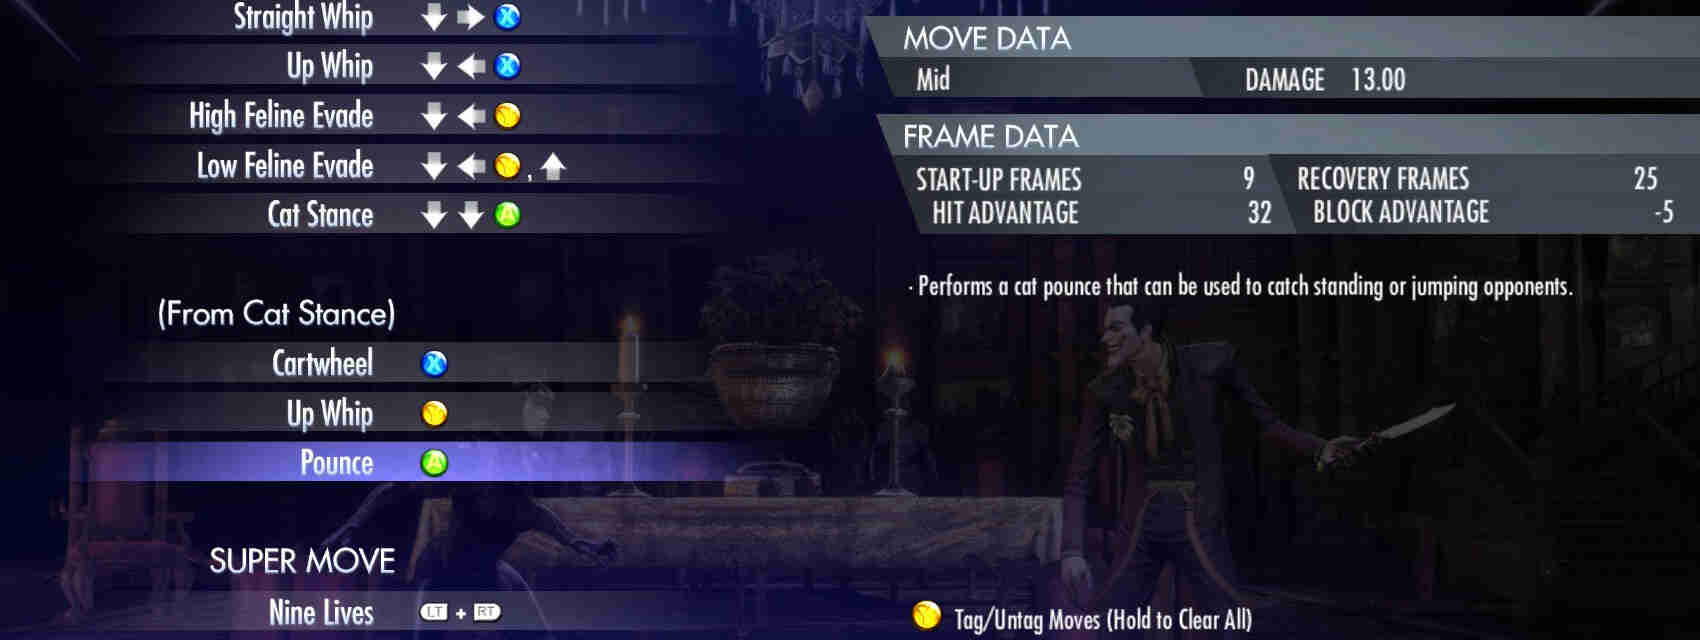 Straight Whip X
Up Whip X
High Feline Evade Y
Low Feline Evade Y,
Cat Stance A
(From Cat Stance)
Cartwheel X
Up Whip Y
Pounce A
SUPER MOVE
Nine Lives LT + RT
MOVE DATA
Mid DAMAGE 13.00
FRAME DATA
START-UP FRAMES 9 RECOVERY FRAMES 25
HIT ADVANTAGE 32 BLOCK ADVANTAGE -5
· Performs a cat pounce that can be used to catch standing or jumping opponents.
Y Tag/Untag Moves (Hold to Clear All)